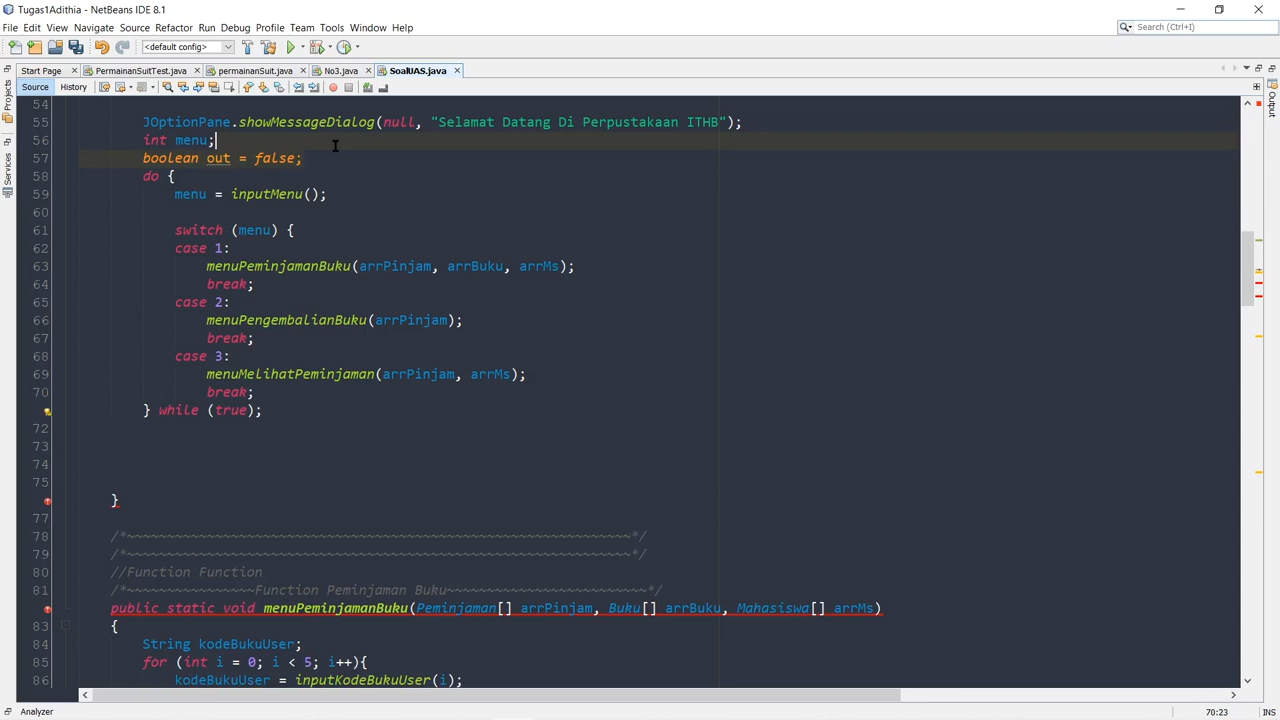 Tugas1Adithia - NetBeans IDE 8.1
File Edit View Navigate Source Refactor Run Debug Profile Team Tools Window Help
Search (Ctrl+I)
<default config>
Start Page PermainanSuitTest.java permainanSuit.java No3.java SoalUAS.java
Source History
Projects
Services
Output
54
55 JOptionPane.showMessageDialog(null, "Selamat Datang Di Perpustakaan ITHB");
56 int menu;
57 boolean out = false;
58 do {
59 menu = inputMenu();
60
61 switch (menu) {
62 case 1:
63 menuPeminjamanBuku(arrPinjam, arrBuku, arrMs);
64 break;
65 case 2:
66 menuPengembalianBuku(arrPinjam);
67 break;
68 case 3:
69 menuMelihatPeminjaman(arrPinjam, arrMs);
70 break;
} while (true);
72
73
74
75
}
77
78 /*~~~~~~~~~~~~~~~~~~~~~~~~~~~~~~~~~~~~~~~~~~~~~~~~~~~~~~~~~~~~~~~*/
79 /*~~~~~~~~~~~~~~~~~~~~~~~~~~~~~~~~~~~~~~~~~~~~~~~~~~~~~~~~~~~~~~~*/
80 //Function Function
81 /*~~~~~~~~~~~~~~~~Function Peminjaman Buku~~~~~~~~~~~~~~~~~~~~~~~~~*/
public static void menuPeminjamanBuku(Peminjaman[] arrPinjam, Buku[] arrBuku, Mahasiswa[] arrMs)
83 {
84 String kodeBukuUser;
85 for (int i = 0; i < 5; i++){
86 kodeBukuUser = inputKodeBukuUser(i);
Analyzer 70:23 INS